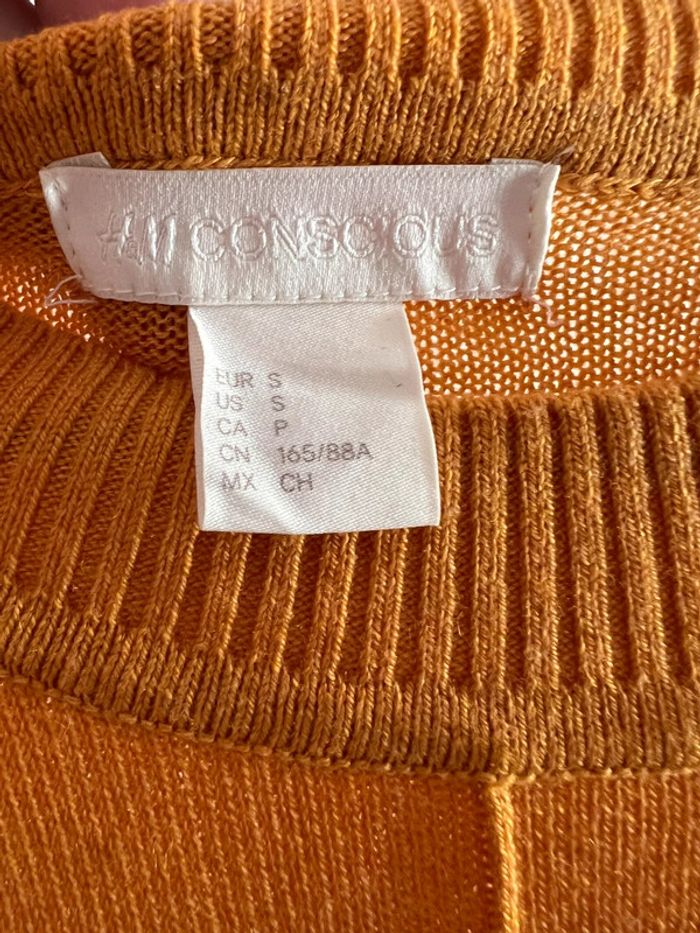 H&M CONSCIOUS
EUR S
US S
CA P
CN 165/88A
MX CH